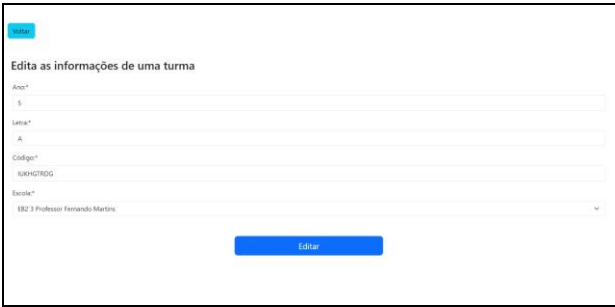 Voltar
Edita as informações de uma turma
Ano:*
5
Letra:*
A
Código:*
IUKHGTRDG
Escola:*
EB2'3 Professor Fernando Martins
Editar